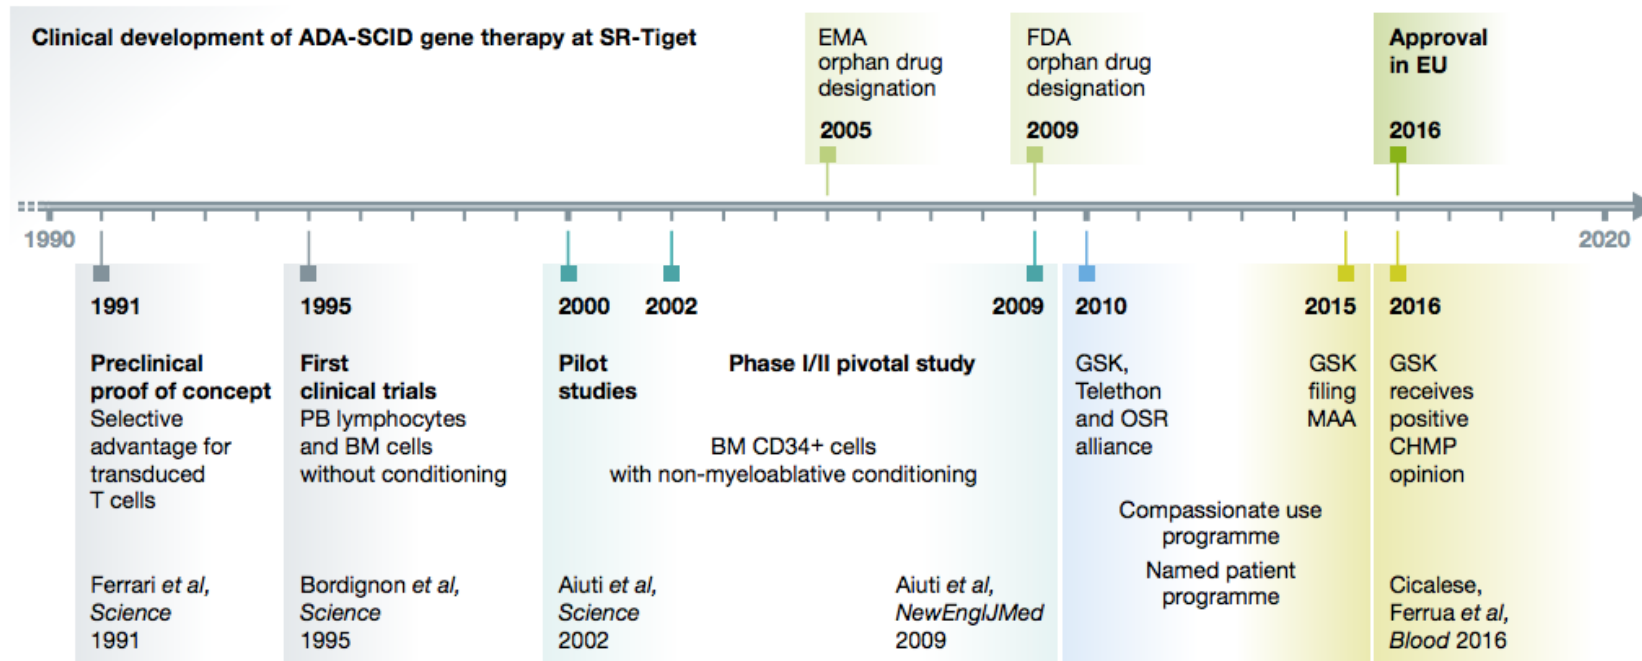 Clinical development of ADA-SCID gene therapy at SR-Tiget
EMA
orphan drug
designation
2005
FDA
orphan drug
designation
2009
Approval
in EU
2016
1990
2020
1991
Preclinical
proof of concept
Selective
advantage for
transduced
T cells
Ferrari et al,
Science
1991
1995
First
clinical trials
PB lymphocytes
and BM cells
without conditioning
Bordignon et al,
Science
1995
2000
Pilot
studies
2002
Phase I/II pivotal study
2009
BM CD34+ cells
with non-myeloablative conditioning
Aiuti et al,
Science
2002
Aiuti et al,
NewEnglJMed
2009
2010
GSK,
Telethon
and OSR
alliance
Compassionate use
programme
Named patient
programme
2015
GSK
filing
MAA
2016
GSK
receives
positive
CHMP
opinion
Cicalese,
Ferrua et al,
Blood 2016